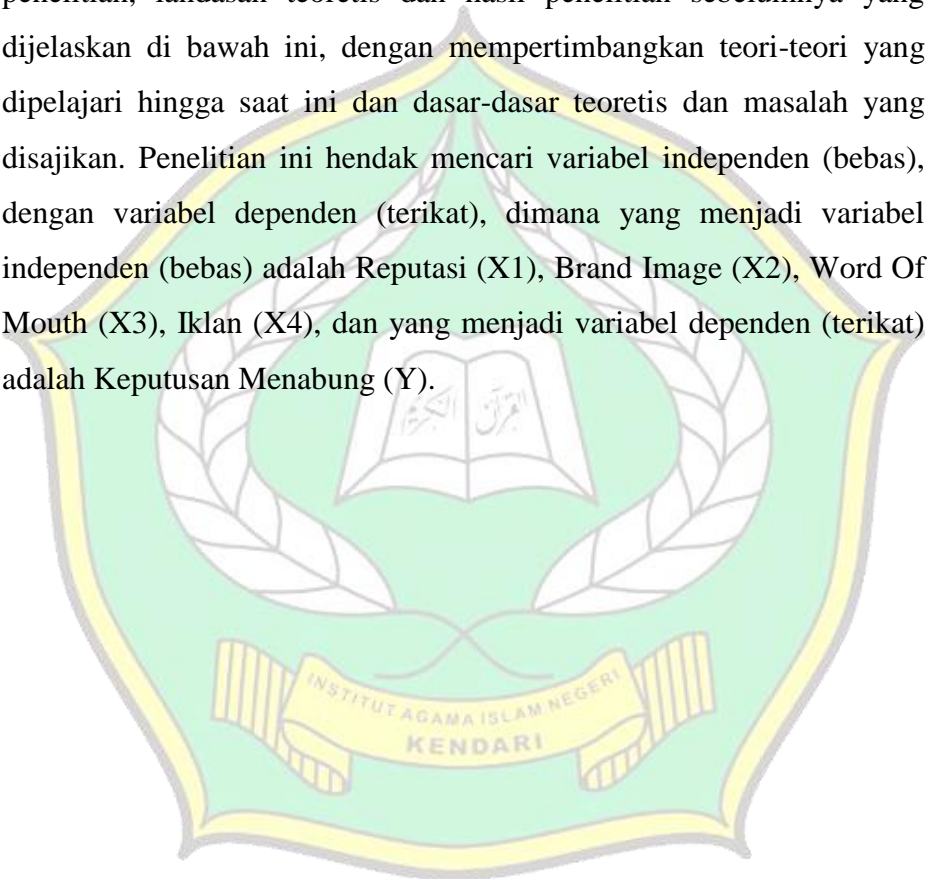 penelitian, landasan teoretis dan hasil penelitian sebelumnya yang
dijelaskan di bawah ini, dengan mempertimbangkan teori-teori yang
dipelajari hingga saat ini dan dasar-dasar teoretis dan masalah yang
disajikan. Penelitian ini hendak mencari variabel independen (bebas),
dengan variabel dependen (terikat), dimana yang menjadi variabel
independen (bebas) adalah Reputasi (X1), Brand Image (X2), Word Of
Mouth (X3), Iklan (X4), dan yang menjadi variabel dependen (terikat)
adalah Keputusan Menabung (Y).
القرآن الكريم
INSTITUT AGAMA ISLAM NEGERI
KENDARI